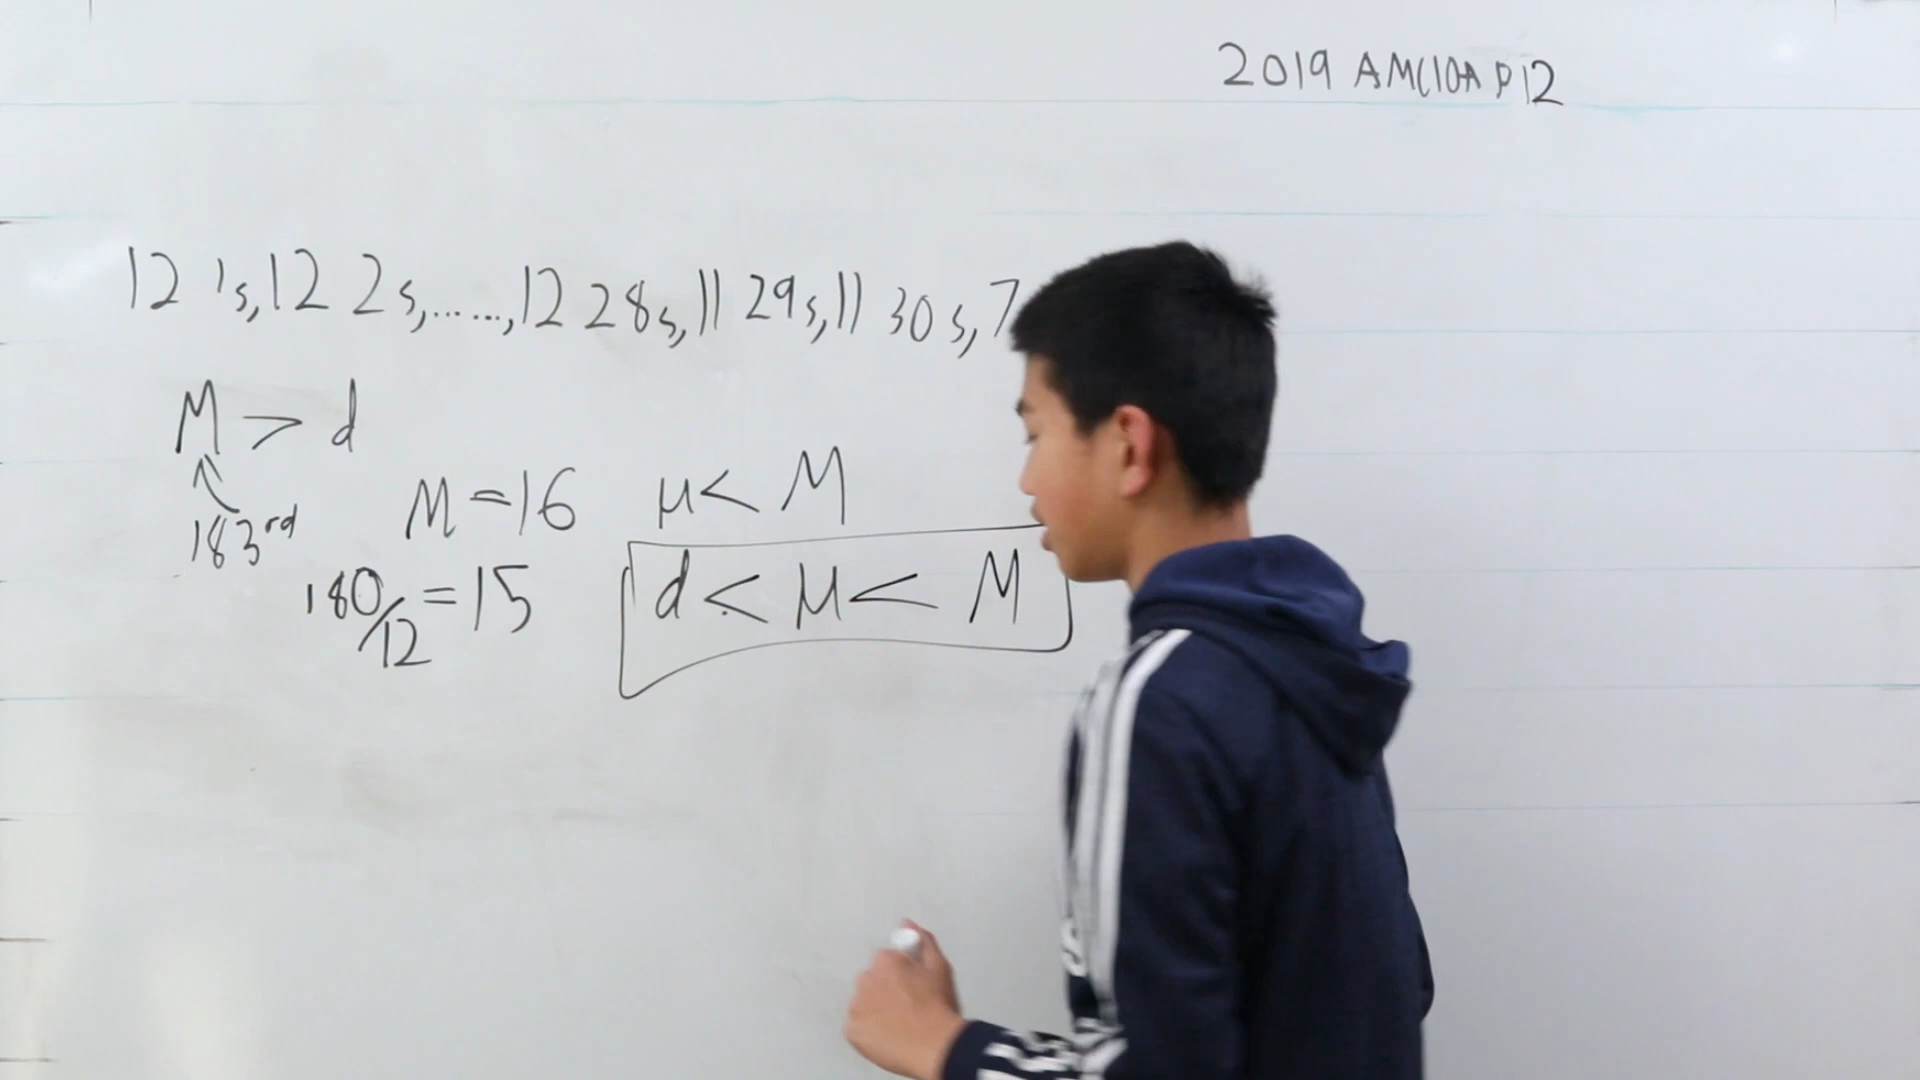 2019 AMC10A P12
12 1s, 12 2s, ......, 12 28s, 11 29s, 11 30s, 7
M > d
183rd
M = 16
μ < M
180/12 = 15
d < μ < M